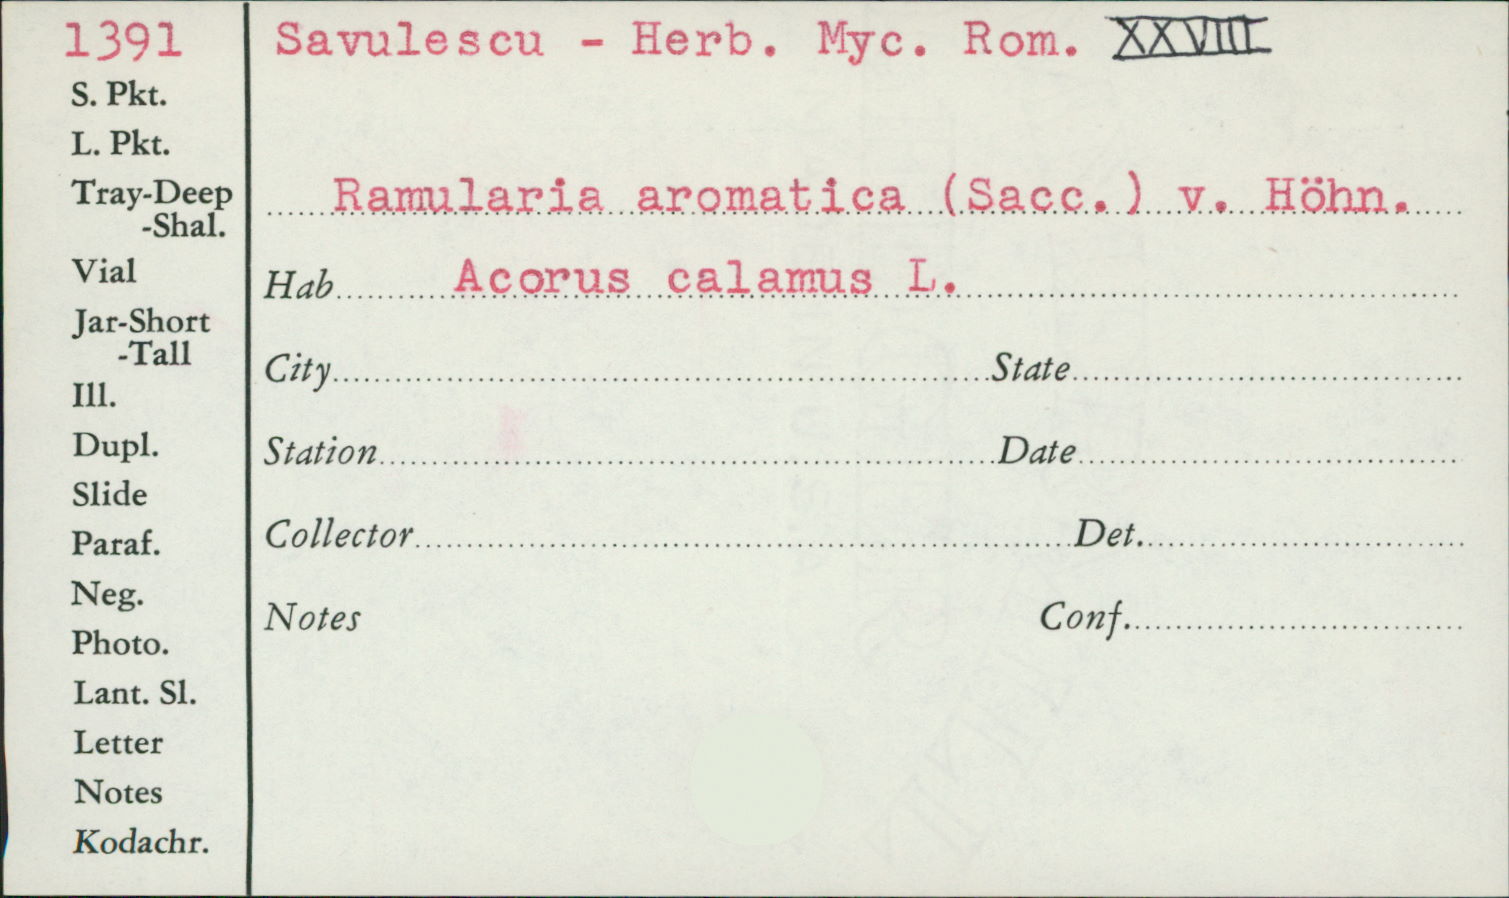 1391
Savulescu - Herb. Myc. Rom. XXVIII
S. Pkt.
L. Pkt.
Tray-Deep
-Shal.
Vial
Jar-Short
-Tall
Ill.
Dupl.
Slide
Paraf.
Neg.
Photo.
Lant. Sl.
Letter
Notes
Kodachr.
Ramularia aromatica (Sacc.) v. Höhn.
Hab Acorus calamus L.
City State
Station Date
Collector Det.
Notes Conf.